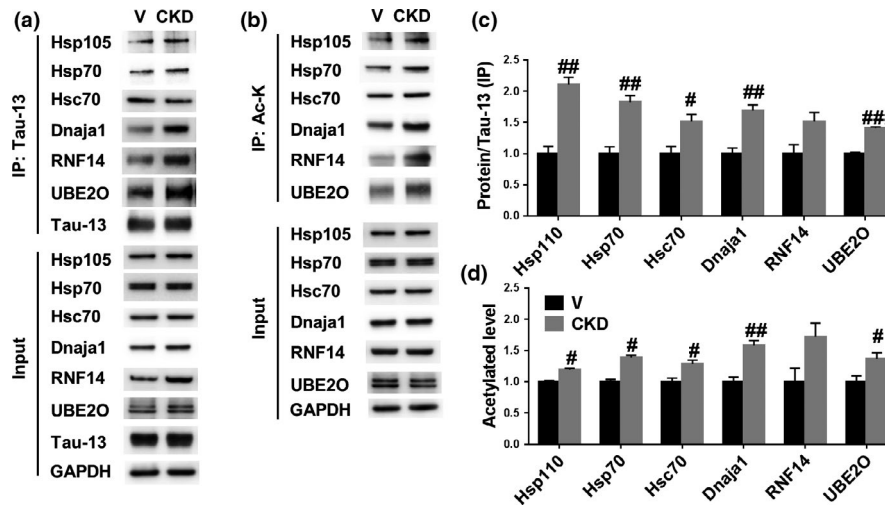 (a)
V CKD
IP: Tau-13
Hsp105
Hsp70
Hsc70
Dnaja1
RNF14
UBE2O
Tau-13
Input
Hsp105
Hsp70
Hsc70
Dnaja1
RNF14
UBE2O
Tau-13
GAPDH
(b)
V CKD
IP: Ac-K
Hsp105
Hsp70
Hsc70
Dnaja1
RNF14
UBE2O
Input
Hsp105
Hsp70
Hsc70
Dnaja1
RNF14
UBE2O
GAPDH
(c)
Protein/Tau-13 (IP)
2.5
2.0
1.5
1.0
0.5
0.0
## ## # ## ##
Hsp110 Hsp70 Hsc70 Dnaja1 RNF14 UBE2O
(d)
Acetylated level
2.5
2.0
1.5
1.0
0.5
0.0
V
CKD
# # # ## #
Hsp110 Hsp70 Hsc70 Dnaja1 RNF14 UBE2O